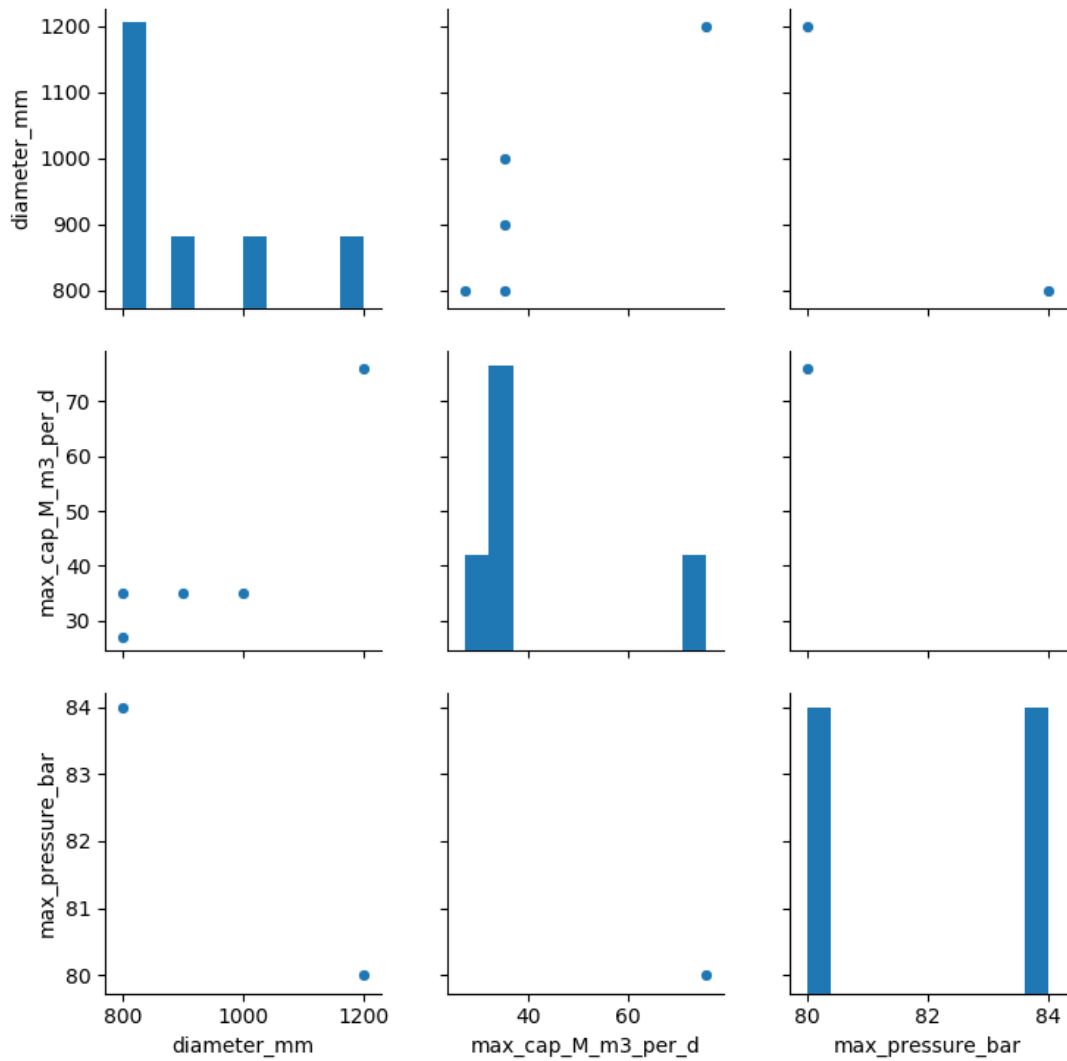 1200
1100
1000
900
800
diameter_mm
70
60
50
40
30
max_cap_M_m3_per_d
84
83
82
81
80
max_pressure_bar
800 1000 1200
diameter_mm
40 60
max_cap_M_m3_per_d
80 82 84
max_pressure_bar